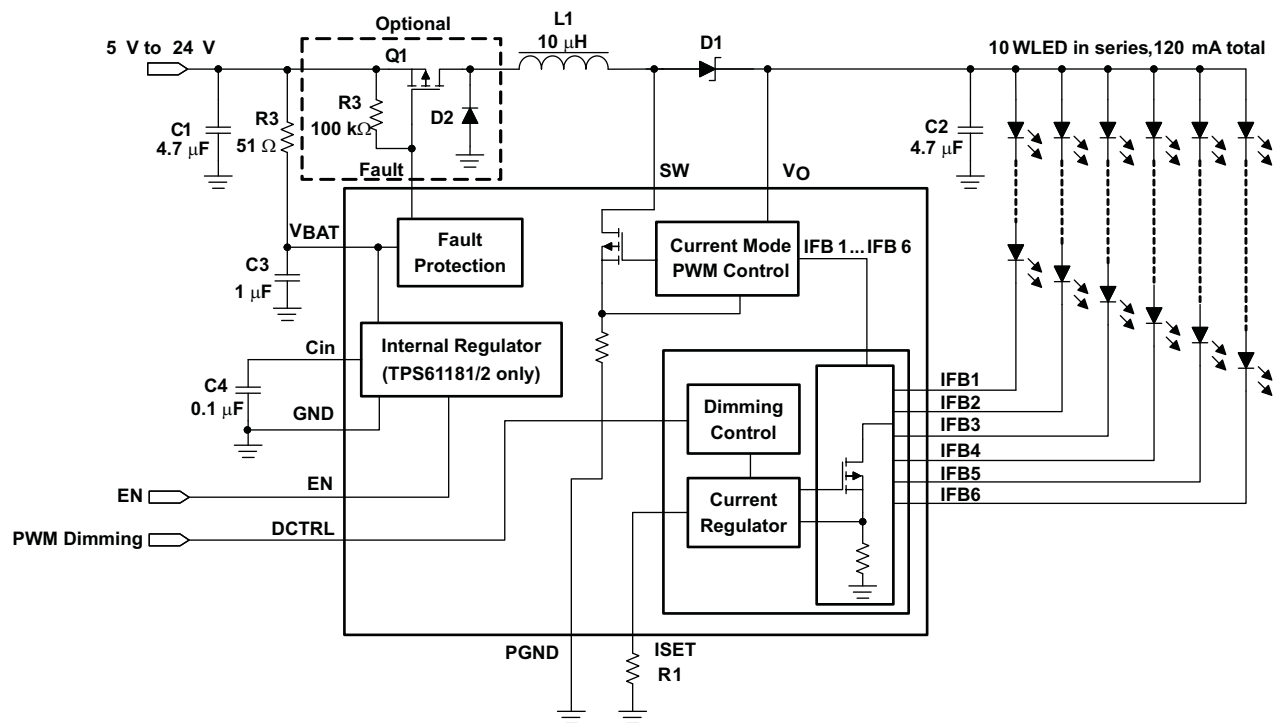 Optional
L1
10 μH
5 V to 24 V
Q1
D1
10 WLED in series,120 mA total
R3
100 kΩ
D2
C1
4.7 μF
R3
51 Ω
C2
4.7 μF
Fault
SW
VO
VBAT
Fault
Protection
Current Mode
PWM Control
IFB 1...IFB 6
C3
1 μF
Cin
Internal Regulator
(TPS61181/2 only)
C4
0.1 μF
GND
Dimming
Control
IFB1
IFB2
IFB3
IFB4
IFB5
IFB6
EN
EN
Current
Regulator
PWM Dimming
DCTRL
PGND
ISET
R1